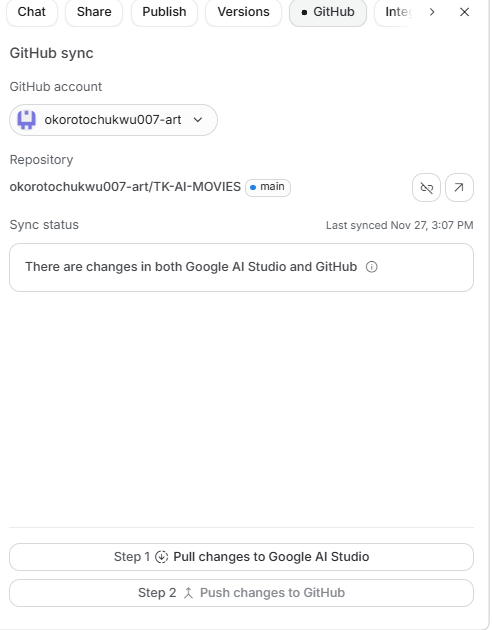 Chat Share Publish Versions GitHub Inte
GitHub sync
GitHub account
okorotochukwu007-art
Repository
okorotochukwu007-art/TK-AI-MOVIES main
Sync status Last synced Nov 27, 3:07 PM
There are changes in both Google AI Studio and GitHub
Step 1 Pull changes to Google AI Studio
Step 2 Push changes to GitHub